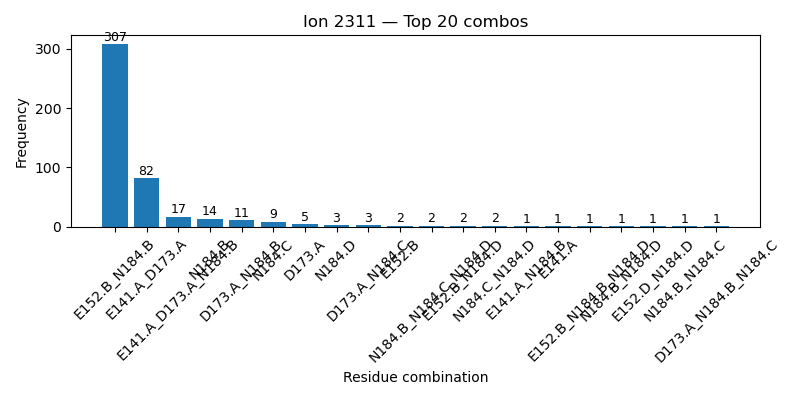 Ion 2311 — Top 20 combos
Frequency
300
200
100
0
307
82
17
14
11
9
5
3
3
2
2
2
2
1
1
1
1
1
1
1
E152.B_N184.B
E141.A_D173.A
E141.A_D173.A_N184.B
N184.B
D173.A_N184.B
N184.C
D173.A
N184.D
D173.A_N184.C
E152.B
N184.B_N184.C_N184.D
E152.B_N184.D
N184.C_N184.D
E141.A_N184.B
E141.A
E152.B_N184.B_N184.D
N184.B_N184.D
E152.D_N184.D
N184.B_N184.C
D173.A_N184.B_N184.C
Residue combination